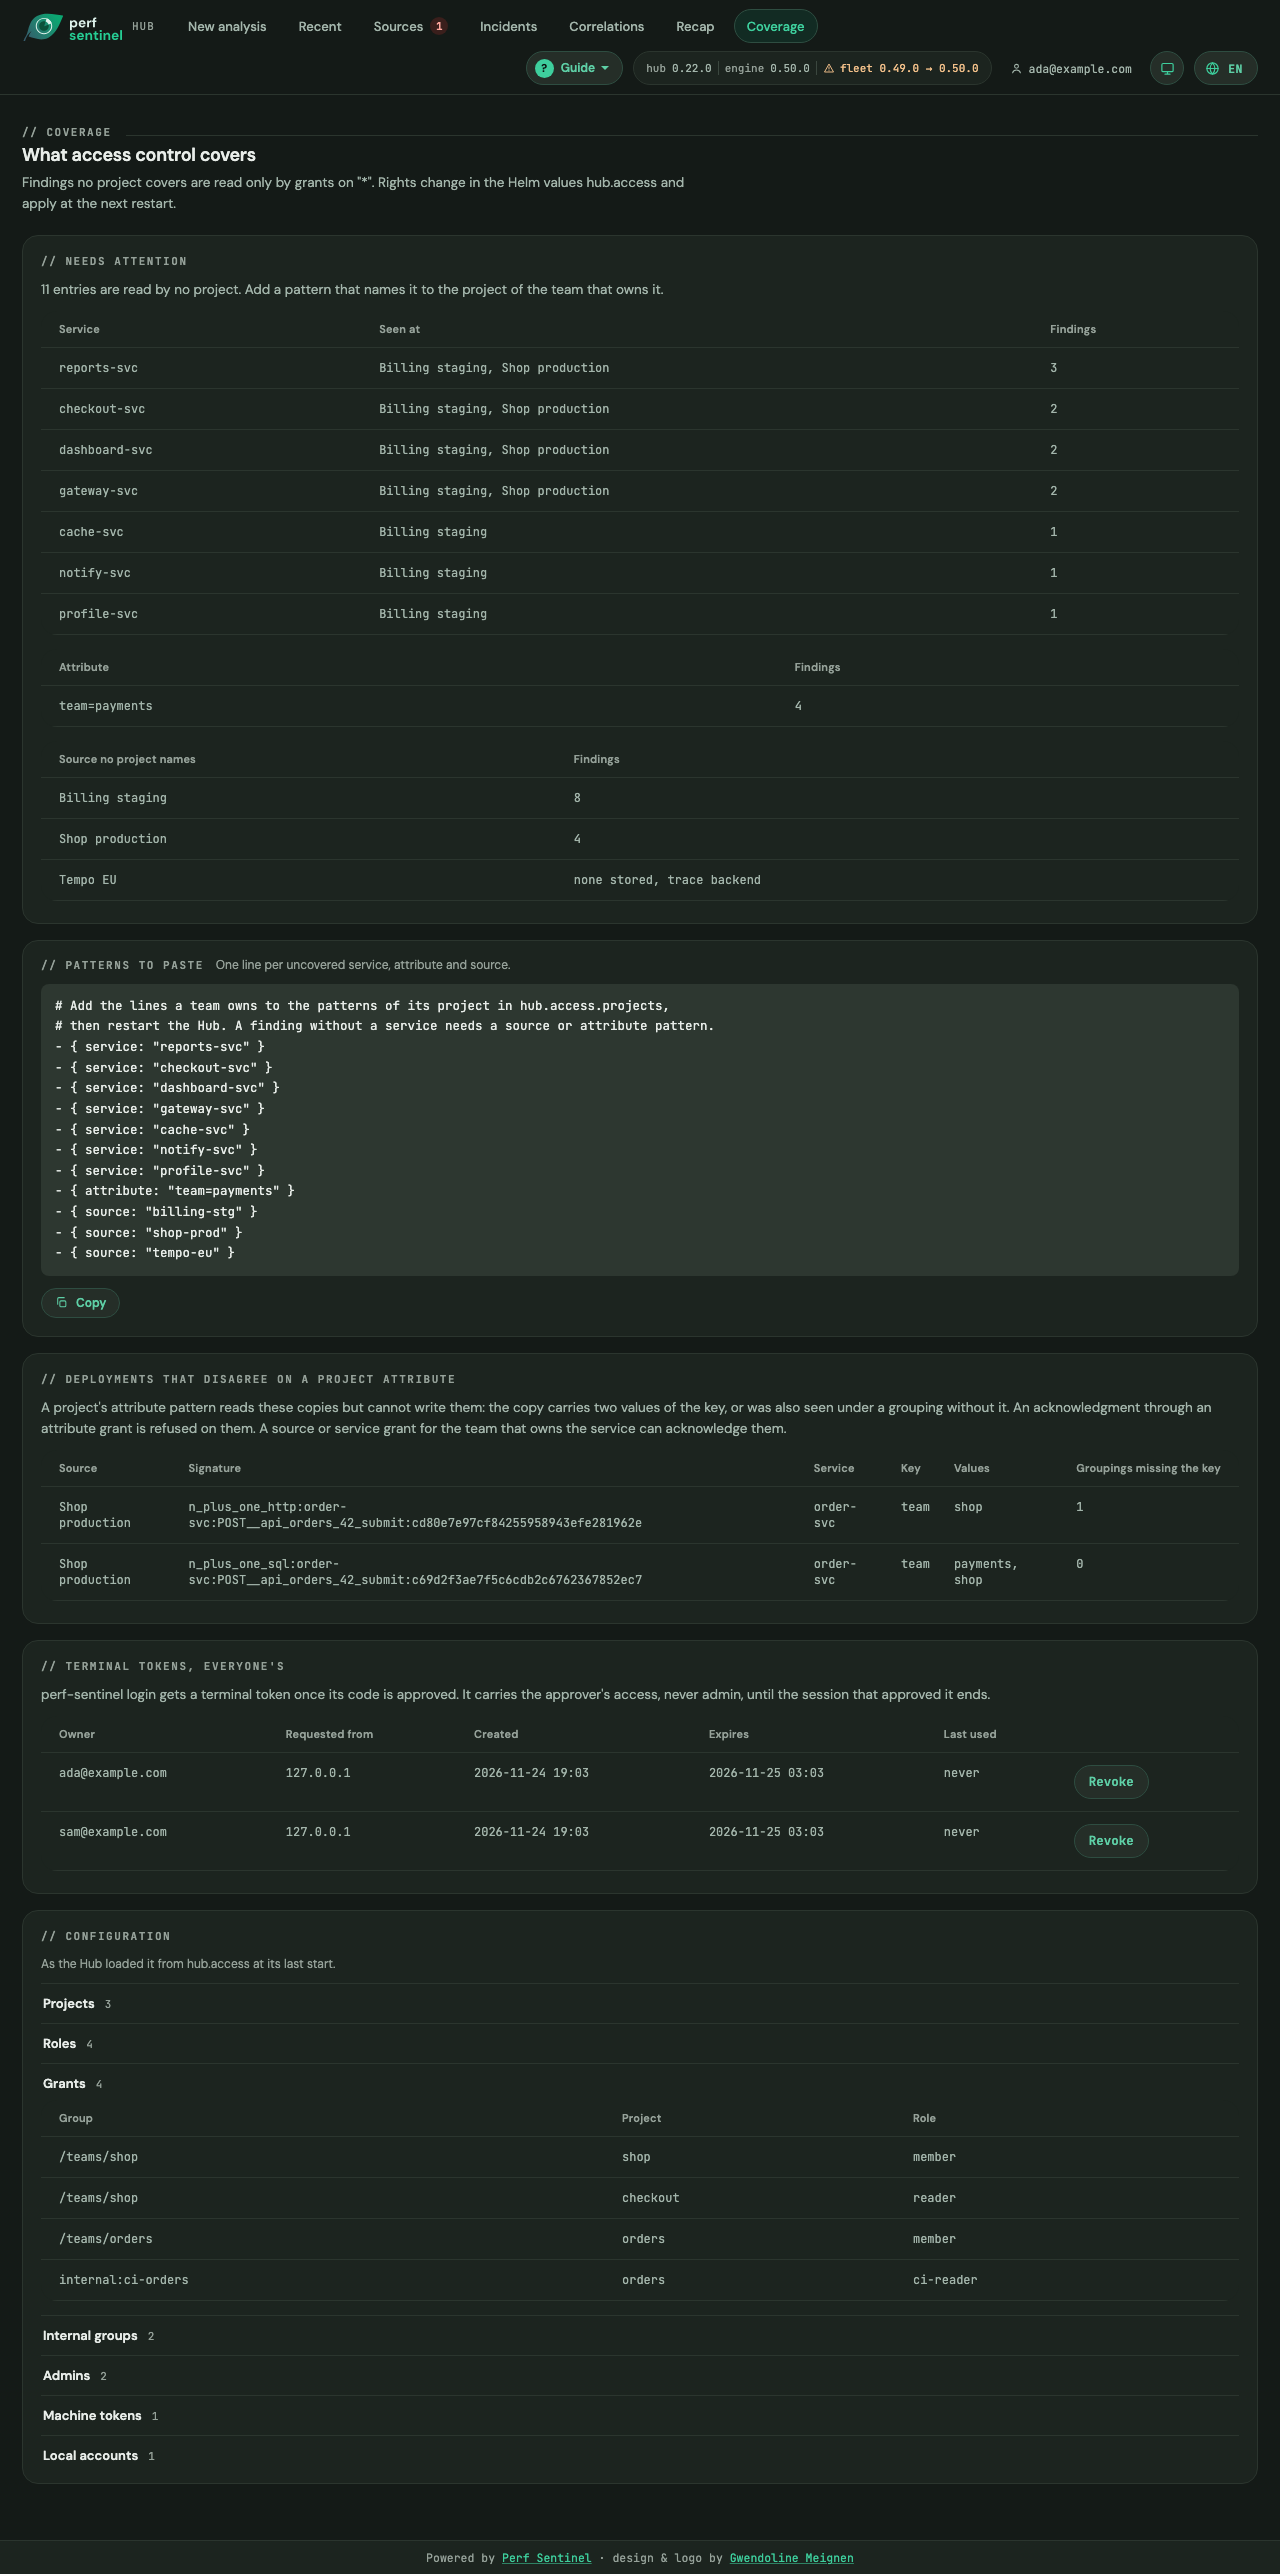 perf sentinel HUB New analysis Recent Sources 1 Incidents Correlations Recap Coverage
? Guide hub 0.22.0 engine 0.50.0 ⚠ fleet 0.49.0 → 0.50.0 ada@example.com EN
// COVERAGE
What access control covers
Findings no project covers are read only by grants on "*". Rights change in the Helm values hub.access and
apply at the next restart.
// NEEDS ATTENTION
11 entries are read by no project. Add a pattern that names it to the project of the team that owns it.
Service Seen at Findings
reports-svc Billing staging, Shop production 3
checkout-svc Billing staging, Shop production 2
dashboard-svc Billing staging, Shop production 2
gateway-svc Billing staging, Shop production 2
cache-svc Billing staging 1
notify-svc Billing staging 1
profile-svc Billing staging 1
Attribute Findings
team=payments 4
Source no project names Findings
Billing staging 8
Shop production 4
Tempo EU none stored, trace backend
// PATTERNS TO PASTE One line per uncovered service, attribute and source.
# Add the lines a team owns to the patterns of its project in hub.access.projects,
# then restart the Hub. A finding without a service needs a source or attribute pattern.
- { service: "reports-svc" }
- { service: "checkout-svc" }
- { service: "dashboard-svc" }
- { service: "gateway-svc" }
- { service: "cache-svc" }
- { service: "notify-svc" }
- { service: "profile-svc" }
- { attribute: "team=payments" }
- { source: "billing-stg" }
- { source: "shop-prod" }
- { source: "tempo-eu" }
Copy
// DEPLOYMENTS THAT DISAGREE ON A PROJECT ATTRIBUTE
A project's attribute pattern reads these copies but cannot write them: the copy carries two values of the key, or was also seen under a grouping without it. An acknowledgment through an
attribute grant is refused on them. A source or service grant for the team that owns the service can acknowledge them.
Source Signature Service Key Values Groupings missing the key
Shop n_plus_one_http:order- order- team shop 1
production svc:POST__api_orders_42_submit:cd80e7e97cf84255958943efe281962e svc
Shop n_plus_one_sql:order- order- team payments, 0
production svc:POST__api_orders_42_submit:c69d2f3ae7f5c6cdb2c6762367852ec7 svc shop
// TERMINAL TOKENS, EVERYONE'S
perf-sentinel login gets a terminal token once its code is approved. It carries the approver's access, never admin, until the session that approved it ends.
Owner Requested from Created Expires Last used
ada@example.com 127.0.0.1 2026-11-24 19:03 2026-11-25 03:03 never Revoke
sam@example.com 127.0.0.1 2026-11-24 19:03 2026-11-25 03:03 never Revoke
// CONFIGURATION
As the Hub loaded it from hub.access at its last start.
Projects 3
Roles 4
Grants 4
Group Project Role
/teams/shop shop member
/teams/shop checkout reader
/teams/orders orders member
internal:ci-orders orders ci-reader
Internal groups 2
Admins 2
Machine tokens 1
Local accounts 1
Powered by Perf Sentinel · design & logo by Gwendoline Meignen